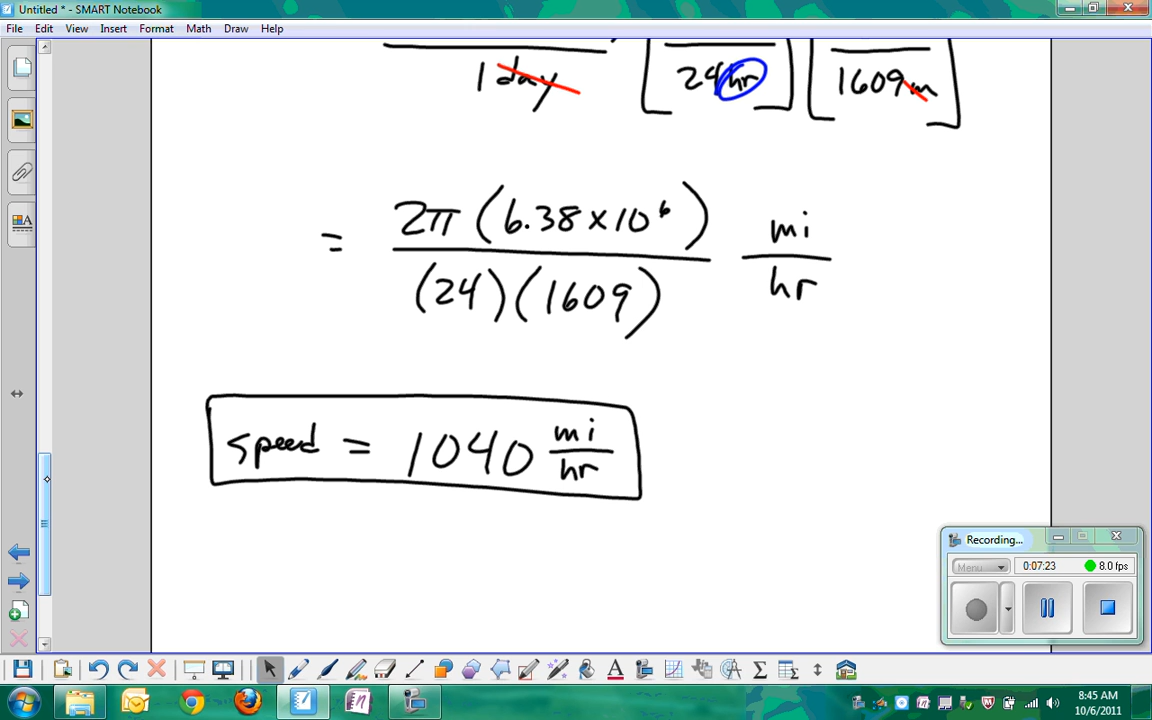 Untitled * - SMART Notebook
File Edit View Insert Format Math Draw Help
1 day [24 hr] [1609 m]
= 2π (6.38 x 10⁶) mi
(24)(1609) hr
speed = 1040 mi/hr
Recording...
Menu 0:07:23 8.0 fps
8:45 AM
10/6/2011